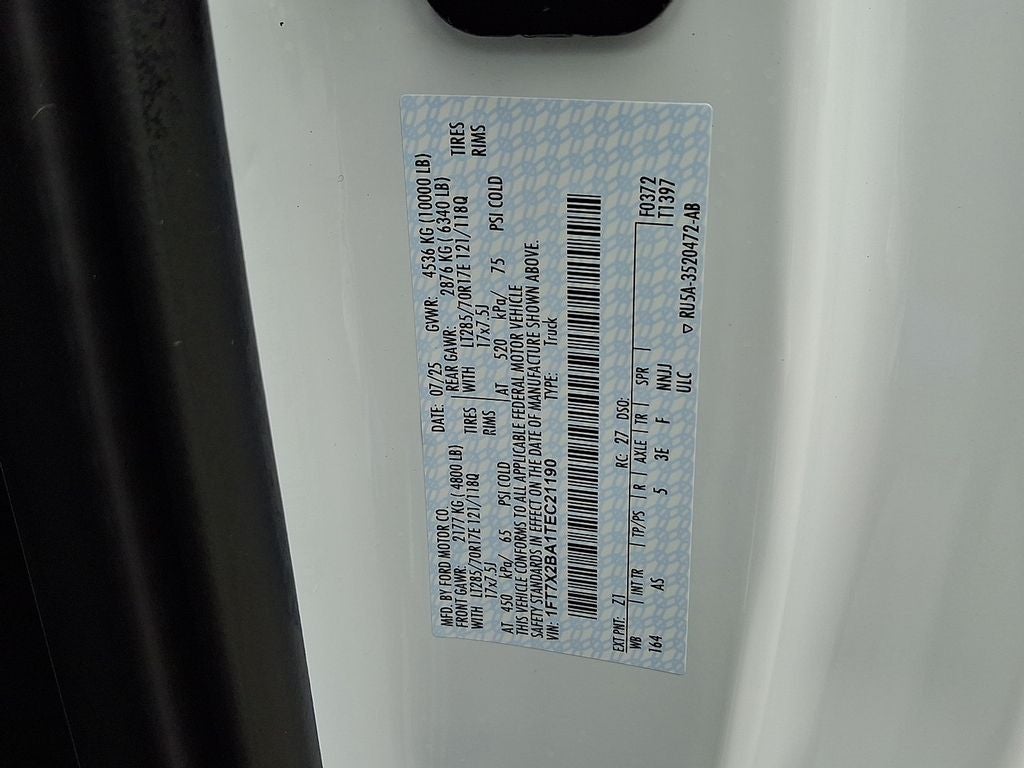 MFD. BY FORD MOTOR CO.
DATE: 07/25 GVWR: 4536 KG (10000 LB)
FRONT GAWR: 2177 KG ( 4800 LB)
REAR GAWR: 2876 KG ( 6340 LB)
WITH LT285/70R17E 121/118Q TIRES
WITH LT285/70R17E 121/118Q TIRES
17x7.5J RIMS
17x7.5J RIMS
AT 450 kPa/ 65 PSI COLD
AT 520 kPa/ 75 PSI COLD
THIS VEHICLE CONFORMS TO ALL APPLICABLE FEDERAL MOTOR VEHICLE
SAFETY STANDARDS IN EFFECT ON THE DATE OF MANUFACTURE SHOWN ABOVE.
VIN: 1FT7X2BA1TEC21190 TYPE: Truck
EXT PNT: Z1 RC: 27 DSO: F0372
WB INT TR TP/PS R AXLE TR SPR T1397
164 AS 5 3E F NNJJ
ULC ▽ RU5A-3520472-AB